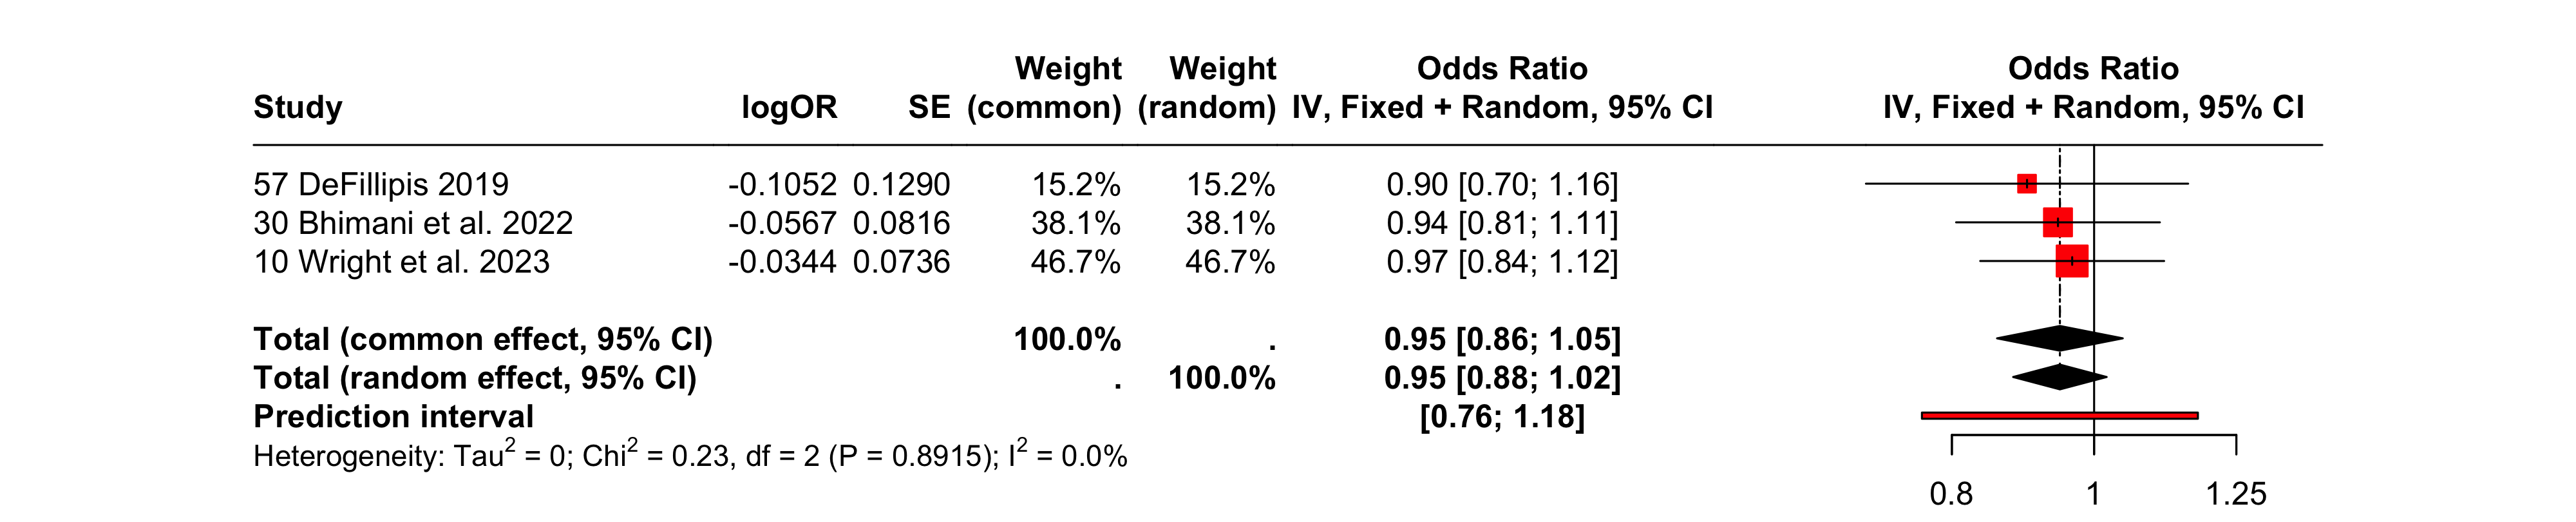 Weight Weight Odds Ratio Odds Ratio
Study logOR SE (common) (random) IV, Fixed + Random, 95% CI IV, Fixed + Random, 95% CI
57 DeFillipis 2019 -0.1052 0.1290 15.2% 15.2% 0.90 [0.70; 1.16]
30 Bhimani et al. 2022 -0.0567 0.0816 38.1% 38.1% 0.94 [0.81; 1.11]
10 Wright et al. 2023 -0.0344 0.0736 46.7% 46.7% 0.97 [0.84; 1.12]
Total (common effect, 95% CI) 100.0% . 0.95 [0.86; 1.05]
Total (random effect, 95% CI) . 100.0% 0.95 [0.88; 1.02]
Prediction interval [0.76; 1.18]
Heterogeneity: Tau² = 0; Chi² = 0.23, df = 2 (P = 0.8915); I² = 0.0%
0.8 1 1.25